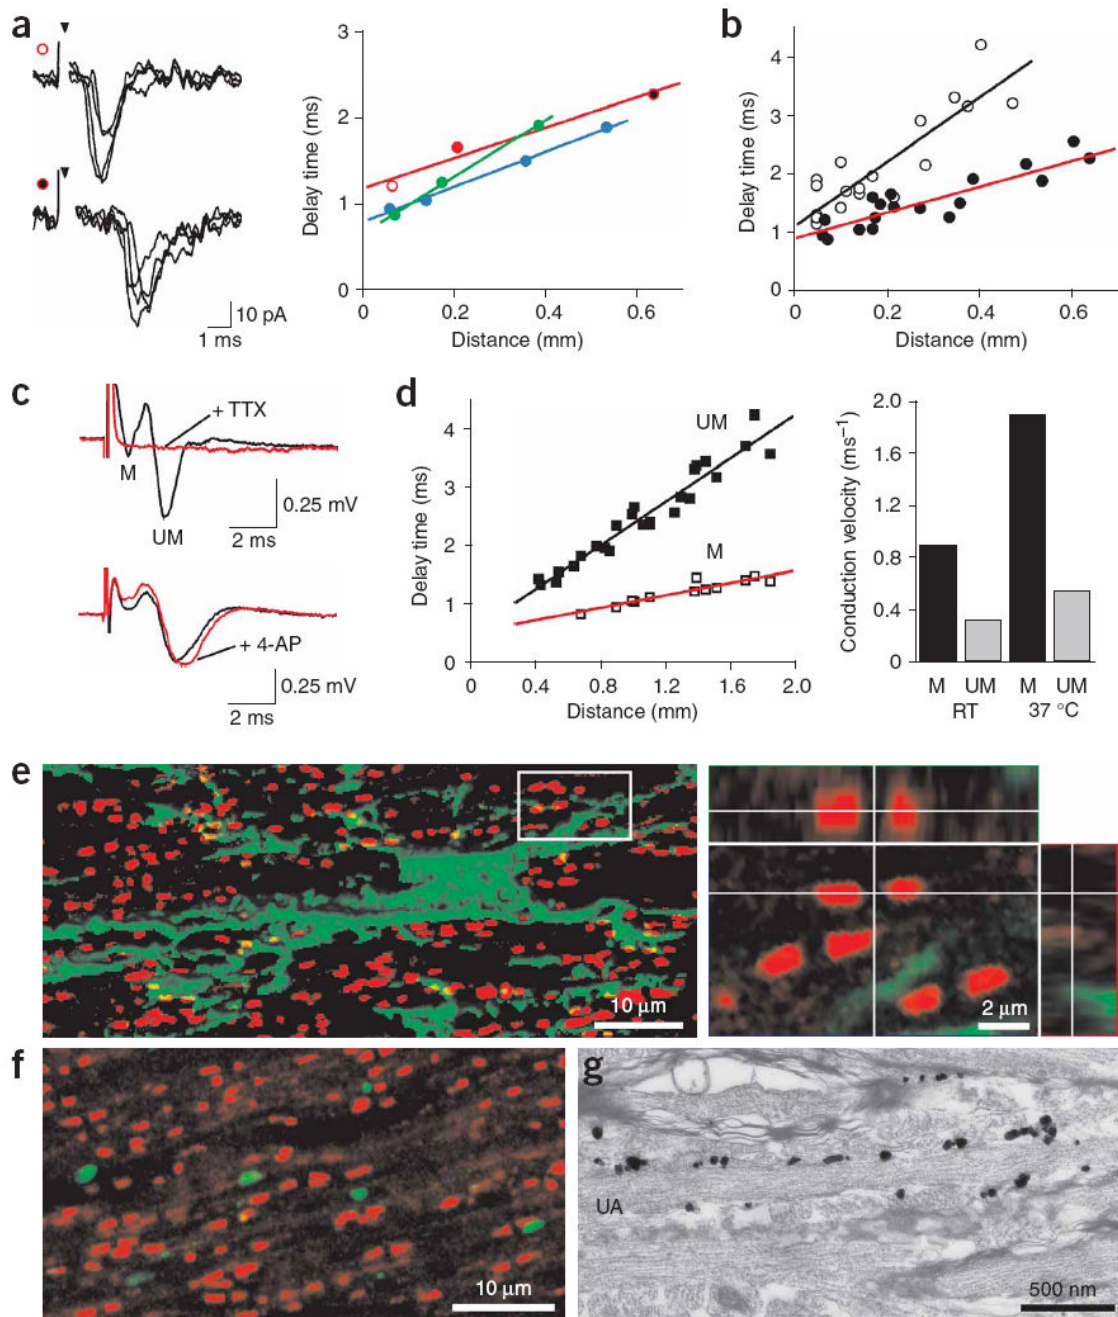 a
10 pA
1 ms
3
2
1
0
Delay time (ms)
0 0.2 0.4 0.6
Distance (mm)
b
4
3
2
1
0
Delay time (ms)
0 0.2 0.4 0.6
Distance (mm)
c
+ TTX
M
UM
0.25 mV
2 ms
+ 4-AP
0.25 mV
2 ms
d
4
3
2
1
0
Delay time (ms)
UM
M
0.4 0.8 1.2 1.6 2.0
Distance (mm)
2.0
1.6
1.2
0.8
0.4
0
Conduction velocity (ms⁻¹)
M UM M UM
RT 37 °C
e
10 μm
2 μm
f
10 μm
g
UA
500 nm